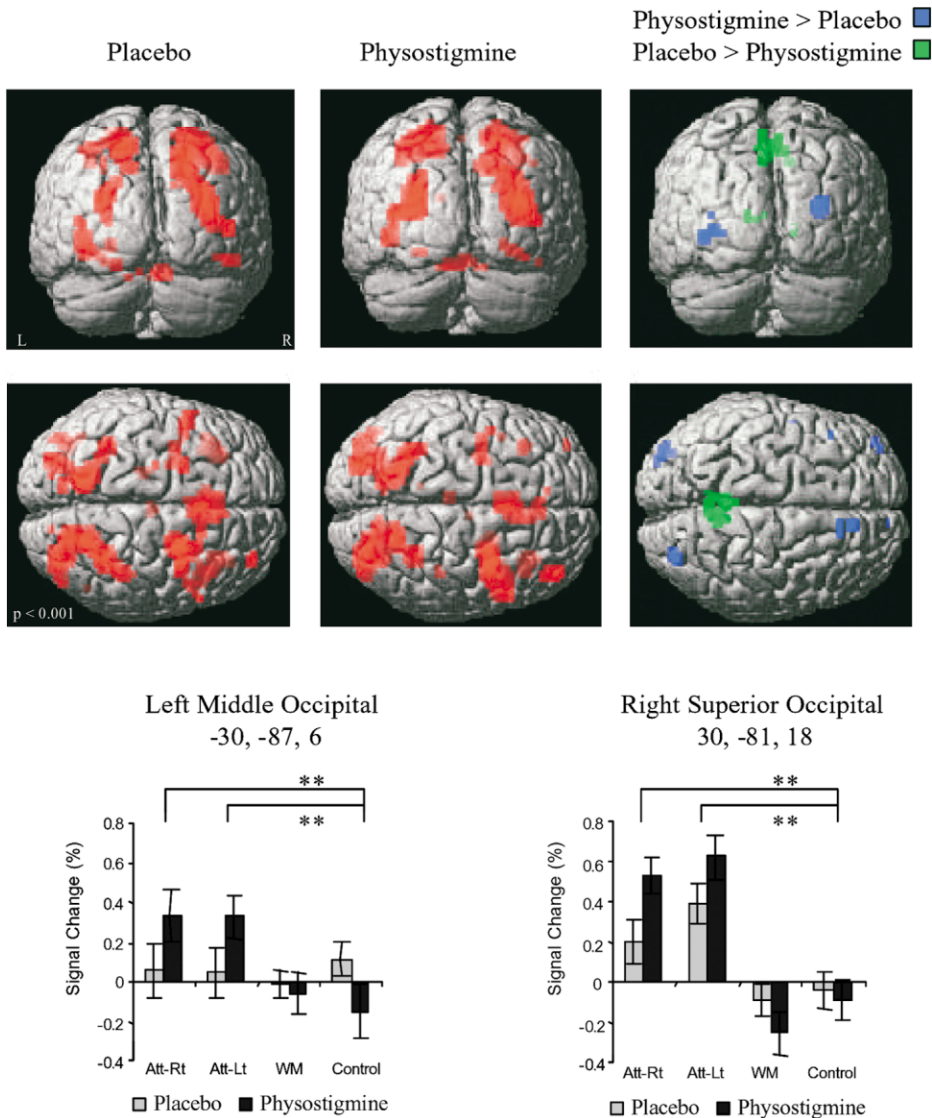 Physostigmine > Placebo
Placebo > Physostigmine
Placebo
Physostigmine
L
R
p < 0.001
Left Middle Occipital
-30, -87, 6
**
**
0.8
0.6
0.4
0.2
0
-0.2
-0.4
Signal Change (%)
Att-Rt
Att-Lt
WM
Control
Placebo
Physostigmine
Right Superior Occipital
30, -81, 18
**
**
0.8
0.6
0.4
0.2
0
-0.2
-0.4
Signal Change (%)
Att-Rt
Att-Lt
WM
Control
Placebo
Physostigmine